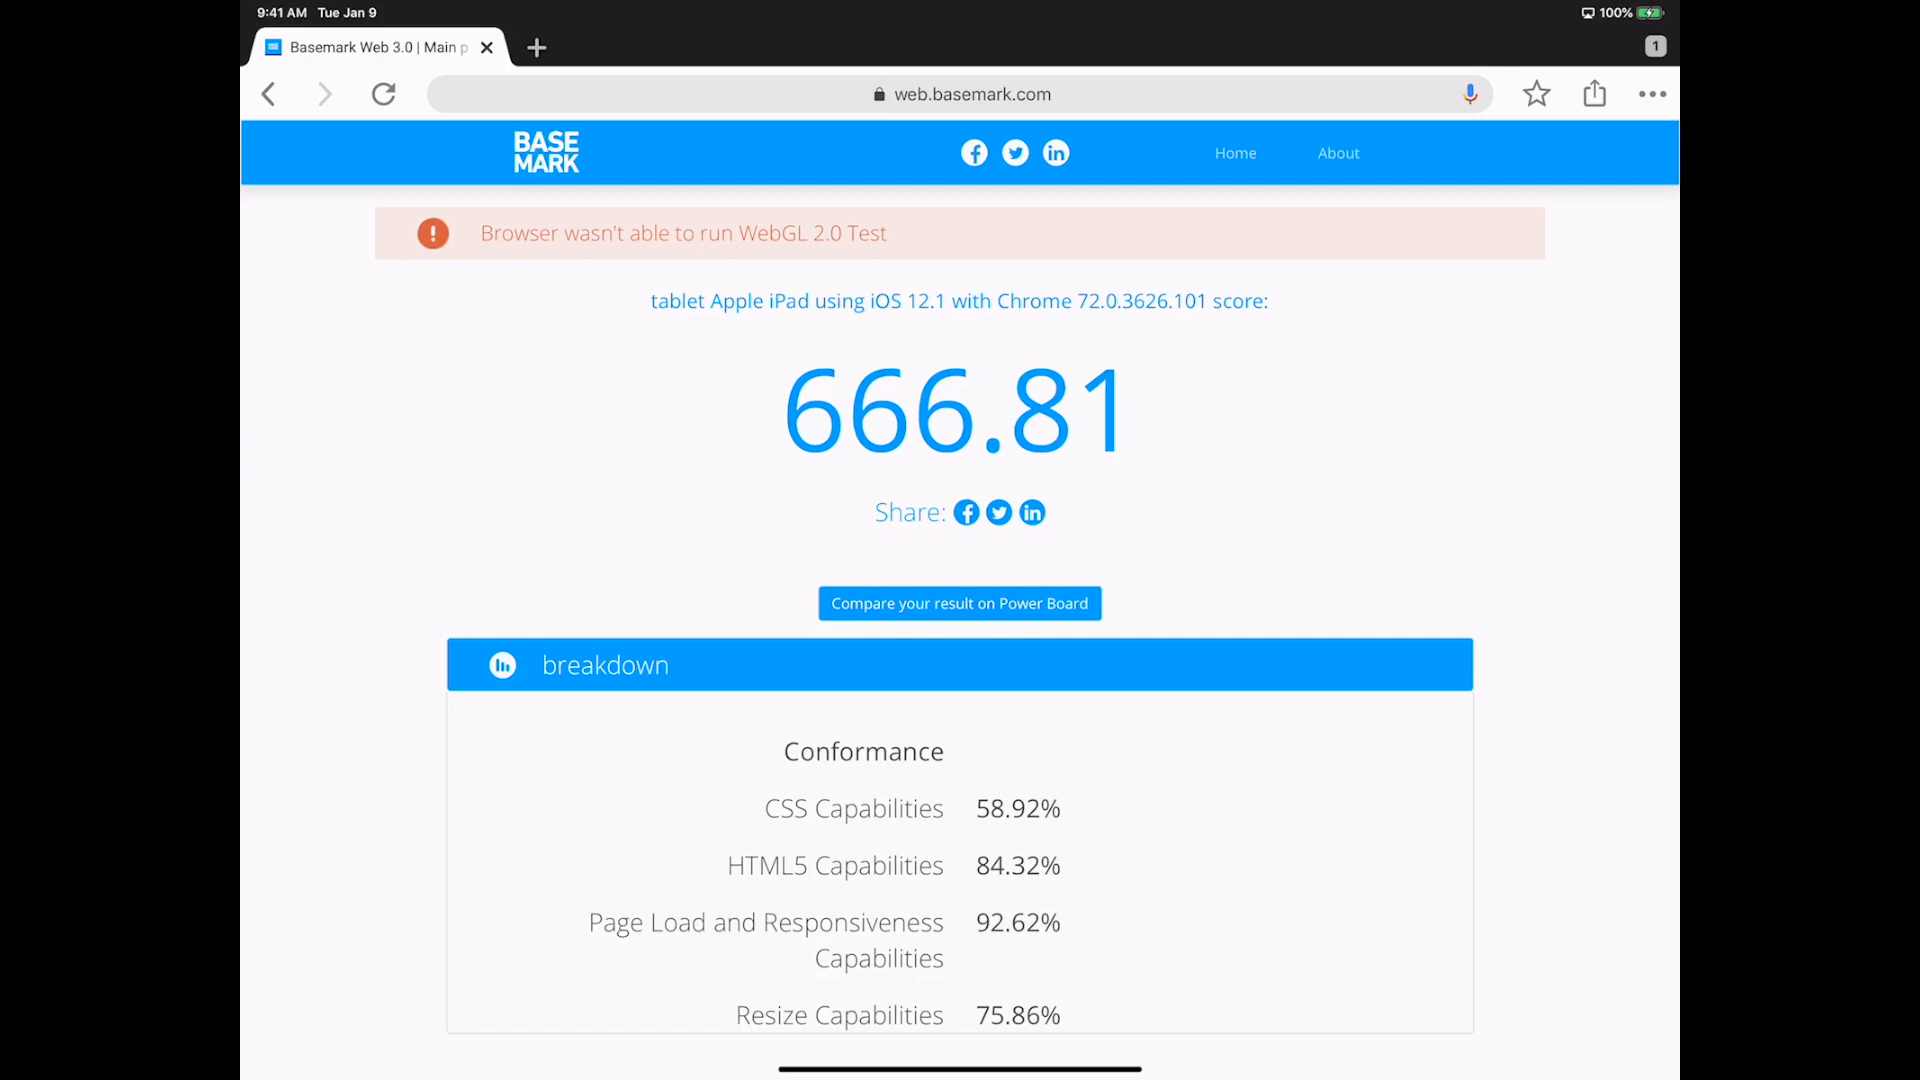 9:41 AM Tue Jan 9
100%
Basemark Web 3.0 | Main p
1
web.basemark.com
BASE
MARK
Home About
Browser wasn't able to run WebGL 2.0 Test
tablet Apple iPad using iOS 12.1 with Chrome 72.0.3626.101 score:
666.81
Share:
Compare your result on Power Board
breakdown
Conformance
CSS Capabilities 58.92%
HTML5 Capabilities 84.32%
Page Load and Responsiveness 92.62%
Capabilities
Resize Capabilities 75.86%